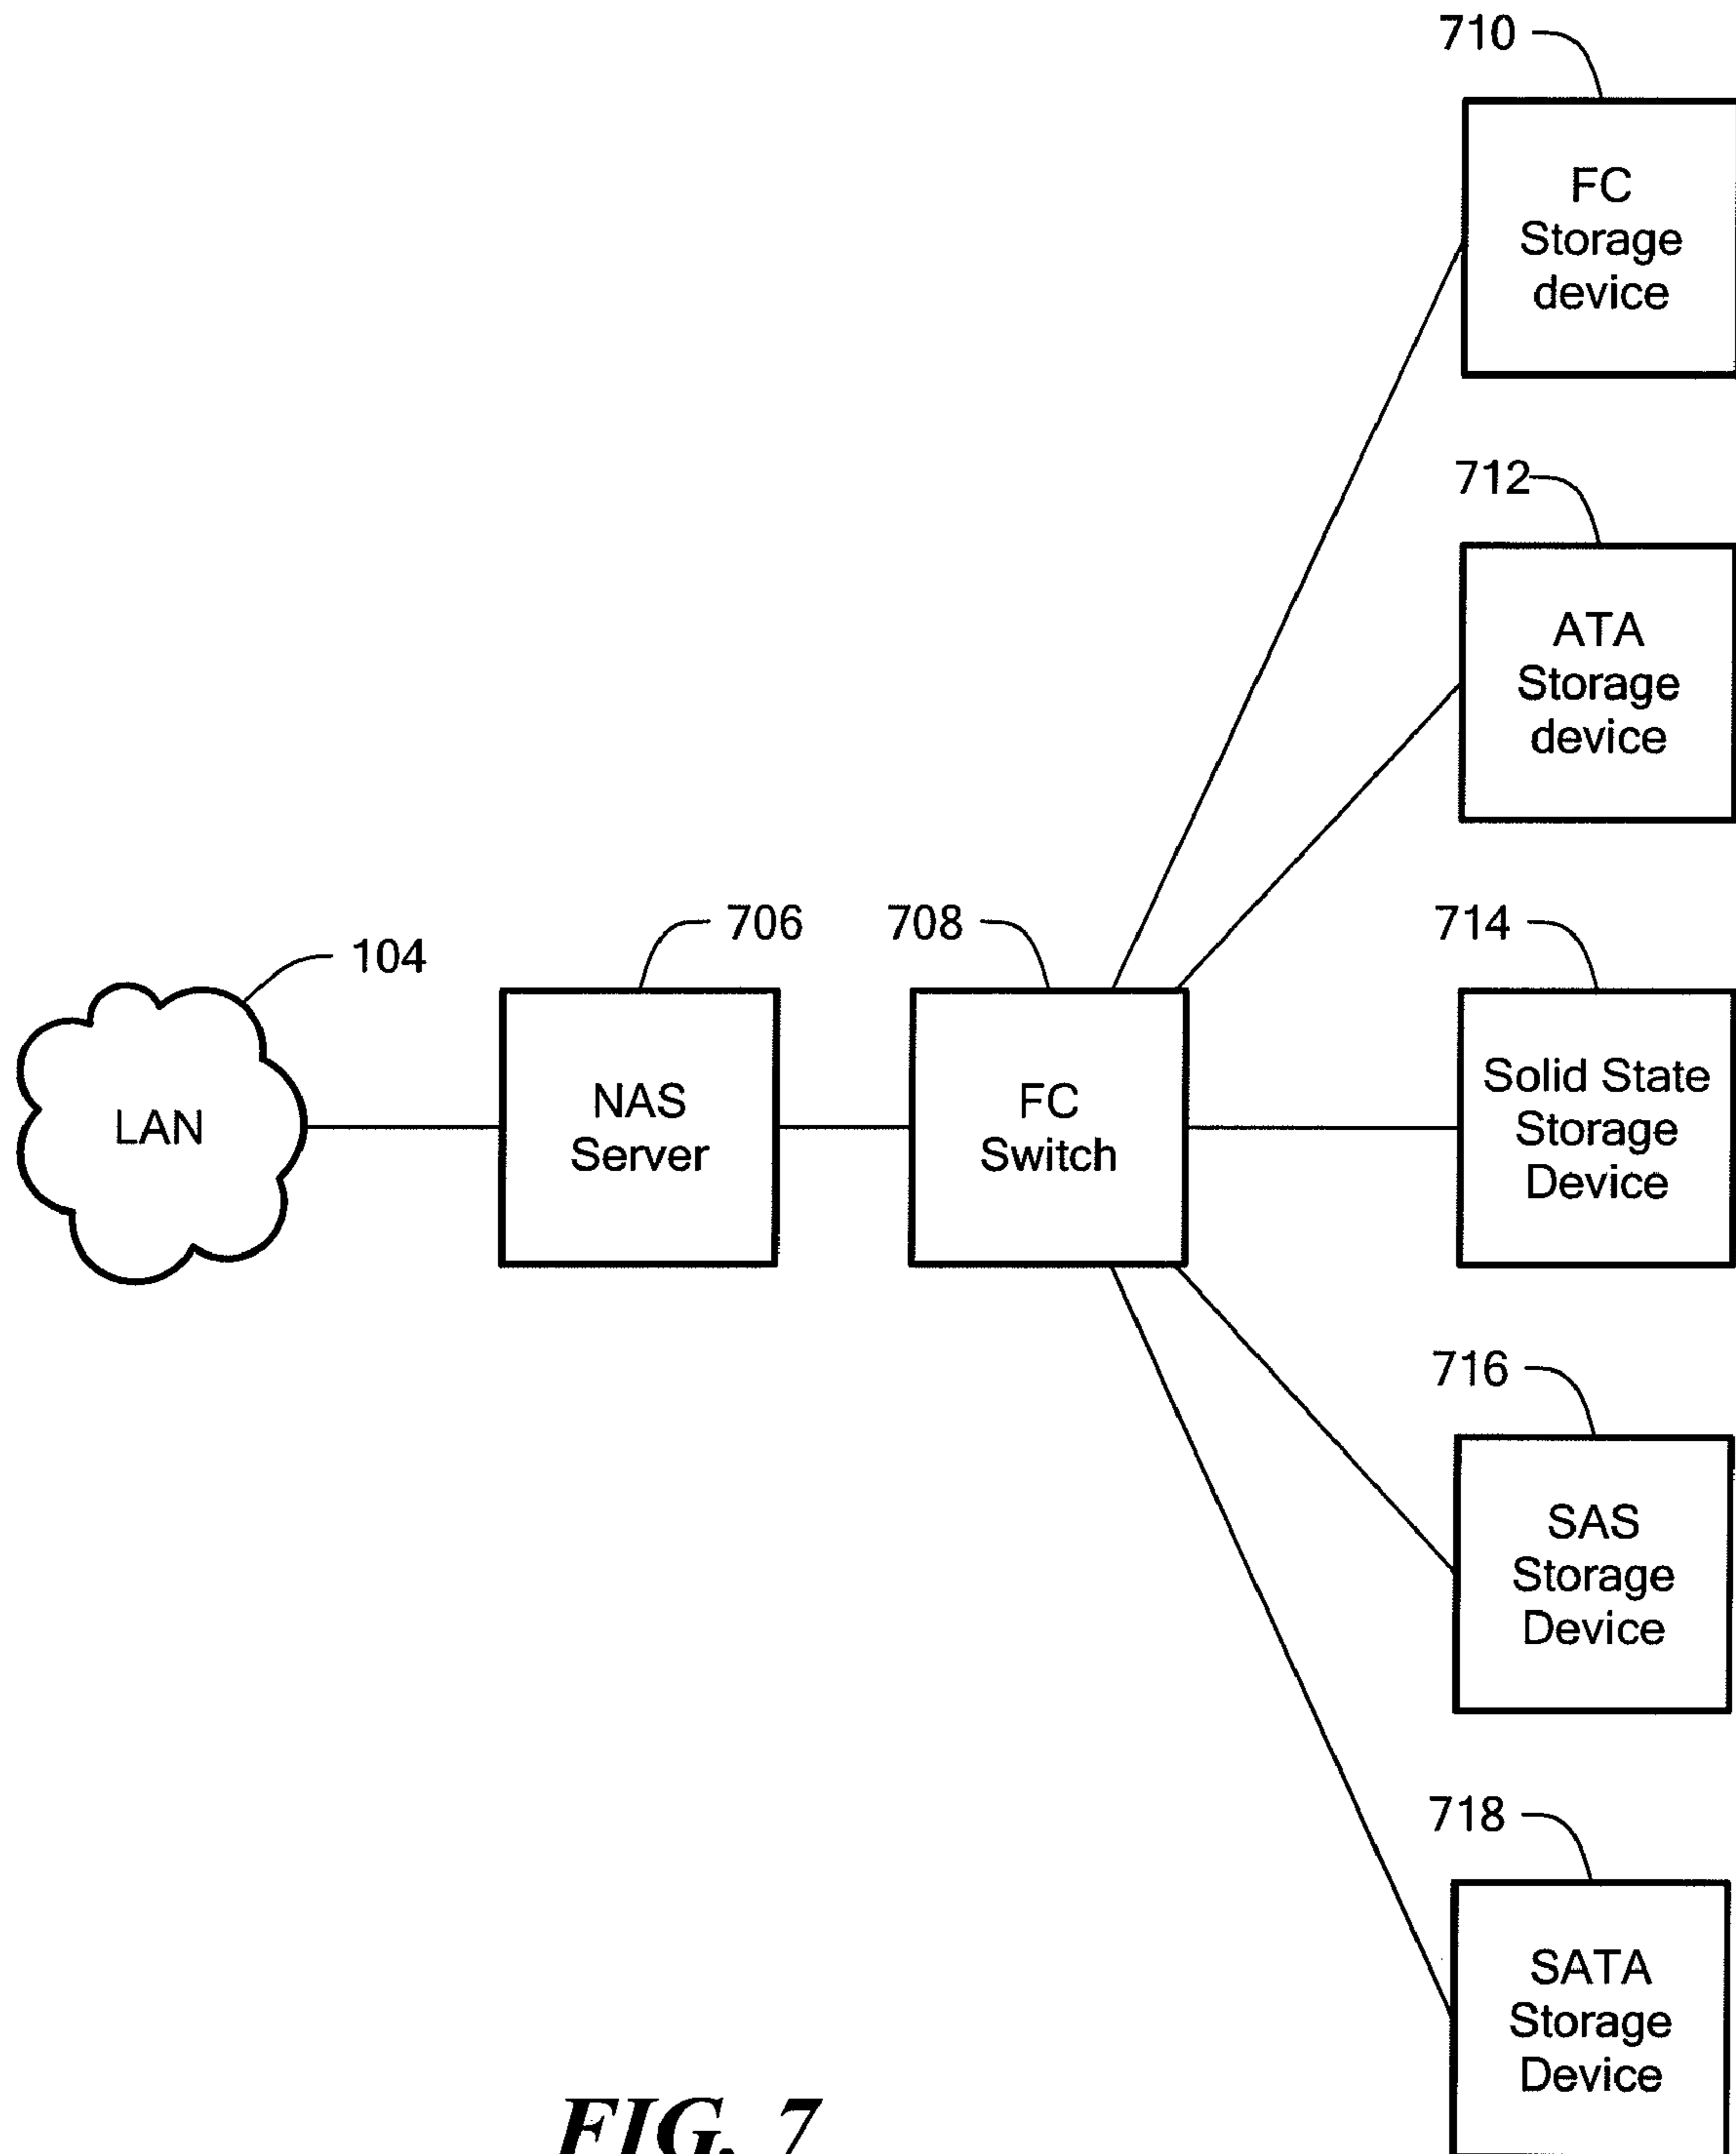 710
FC
Storage
device
712
ATA
Storage
device
104
LAN
706
NAS
Server
708
FC
Switch
714
Solid State
Storage
Device
716
SAS
Storage
Device
718
SATA
Storage
Device
FIG. 7